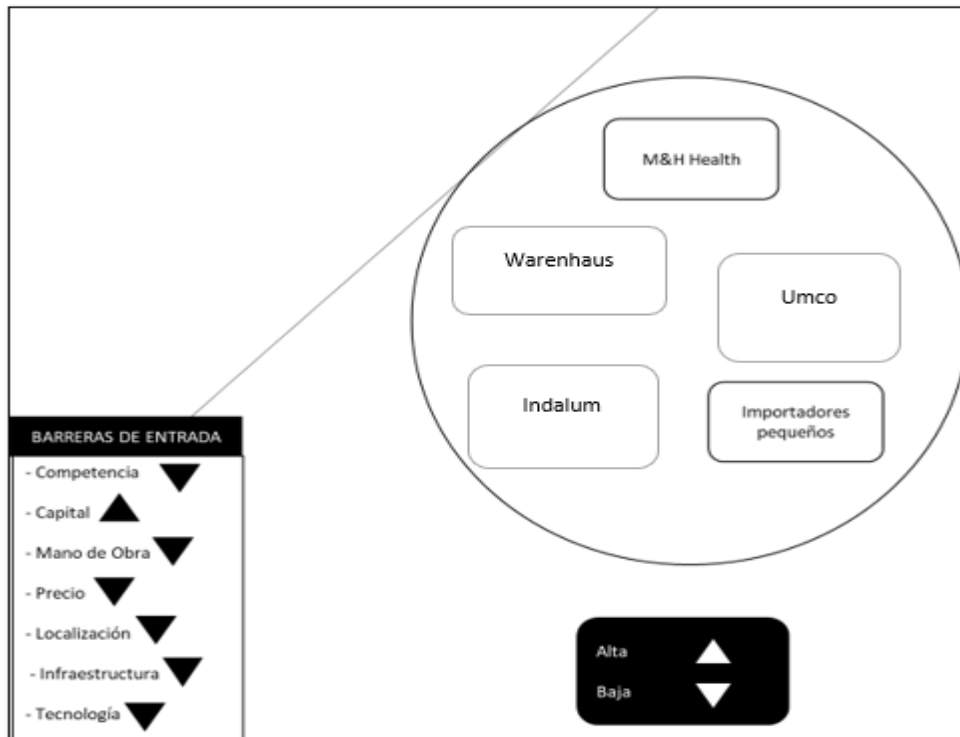 M&H Health
Warenhaus
Umco
Indalum
Importadores
pequeños
BARRERAS DE ENTRADA
- Competencia
- Capital
- Mano de Obra
- Precio
- Localización
- Infraestructura
- Tecnología
Alta
Baja